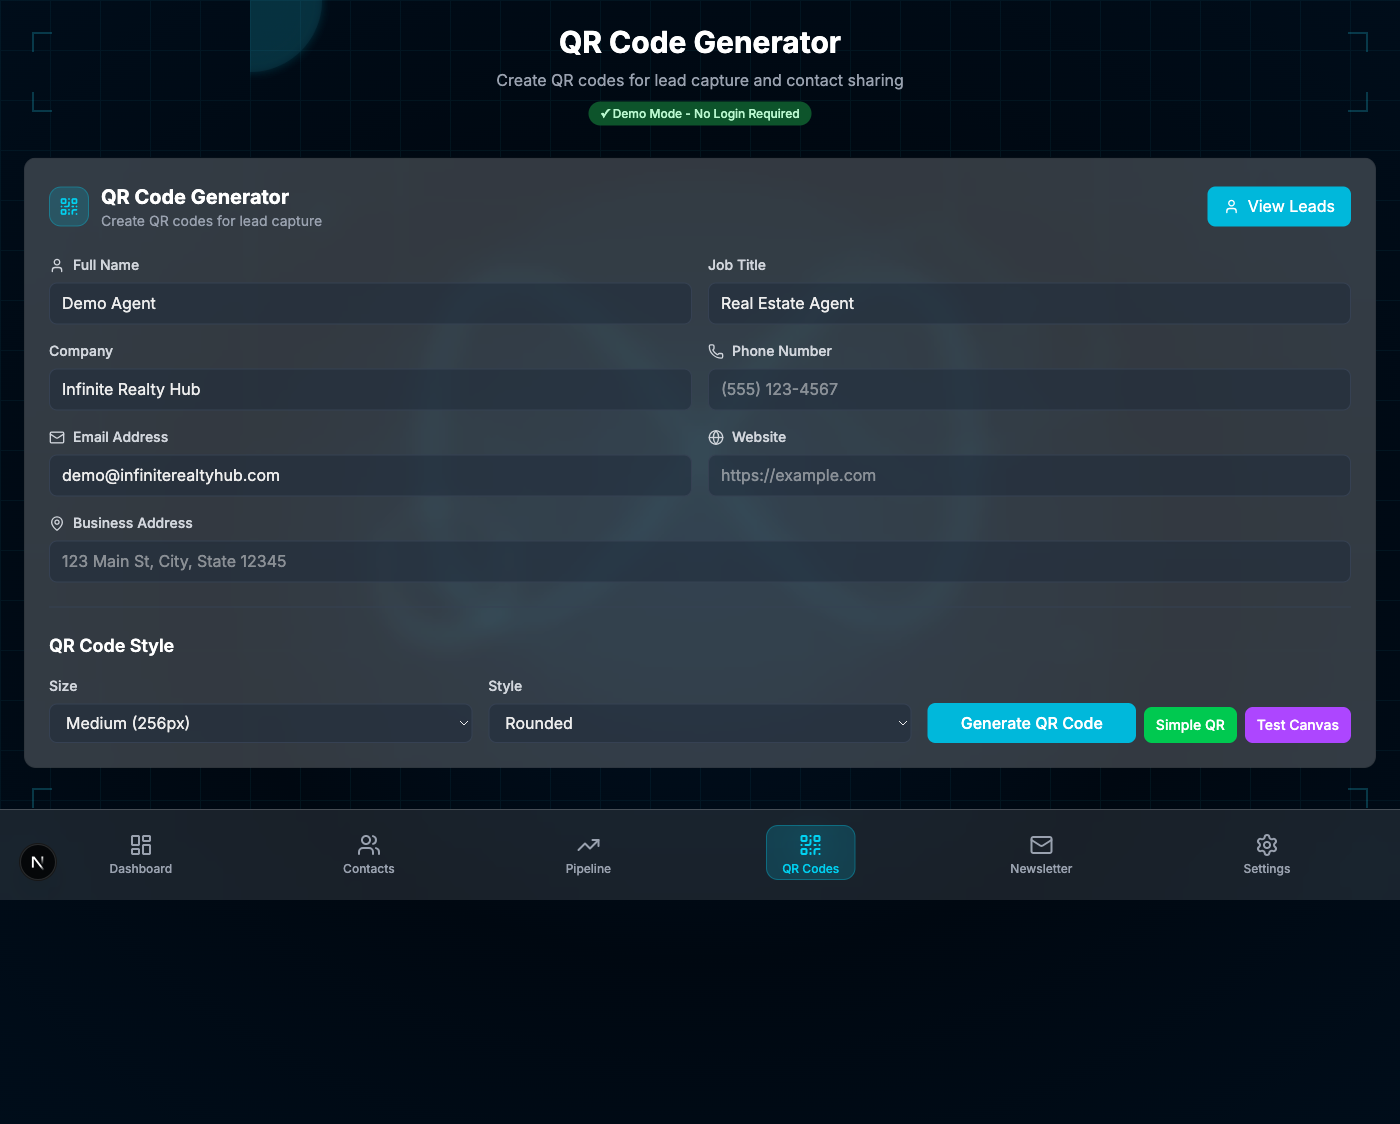 QR Code Generator
Create QR codes for lead capture and contact sharing
✓ Demo Mode - No Login Required
QR Code Generator
Create QR codes for lead capture
View Leads
Full Name
Job Title
Demo Agent
Real Estate Agent
Company
Phone Number
Infinite Realty Hub
(555) 123-4567
Email Address
Website
demo@infiniterealtyhub.com
https://example.com
Business Address
123 Main St, City, State 12345
QR Code Style
Size
Style
Medium (256px)
Rounded
Generate QR Code
Simple QR
Test Canvas
N
Dashboard
Contacts
Pipeline
QR Codes
Newsletter
Settings